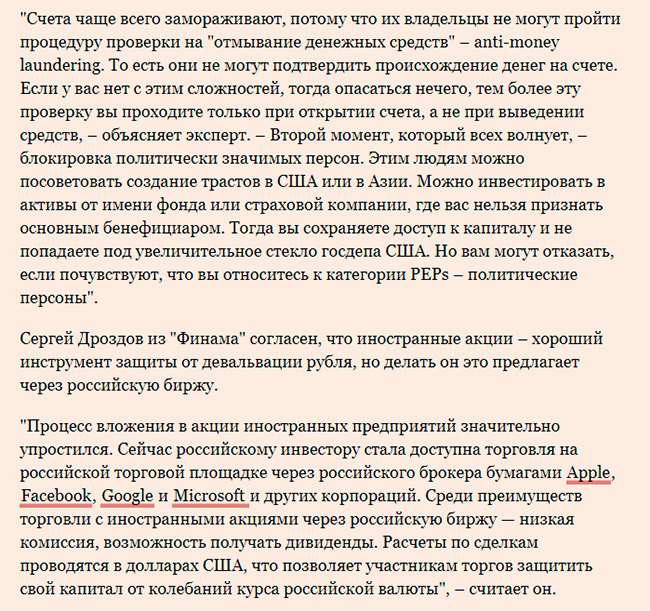 "Счета чаще всего замораживают, потому что их владельцы не могут пройти
процедуру проверки на "отмывание денежных средств" – anti-money
laundering. То есть они не могут подтвердить происхождение денег на счете.
Если у вас нет с этим сложностей, тогда опасаться нечего, тем более эту
проверку вы проходите только при открытии счета, а не при выведении
средств, – объясняет эксперт. – Второй момент, который всех волнует, –
блокировка политически значимых персон. Этим людям можно
посоветовать создание трастов в США или в Азии. Можно инвестировать в
активы от имени фонда или страховой компании, где вас нельзя признать
основным бенефициаром. Тогда вы сохраняете доступ к капиталу и не
попадаете под увеличительное стекло госдепа США. Но вам могут отказать,
если почувствуют, что вы относитесь к категории PEPs – политические
персоны".
Сергей Дроздов из "Финама" согласен, что иностранные акции – хороший
инструмент защиты от девальвации рубля, но делать он это предлагает
через российскую биржу.
"Процесс вложения в акции иностранных предприятий значительно
упростился. Сейчас российскому инвестору стала доступна торговля на
российской торговой площадке через российского брокера бумагами Apple,
Facebook, Google и Microsoft и других корпораций. Среди преимуществ
торговли с иностранными акциями через российскую биржу — низкая
комиссия, возможность получать дивиденды. Расчеты по сделкам
проводятся в долларах США, что позволяет участникам торгов защитить
свой капитал от колебаний курса российской валюты", – считает он.